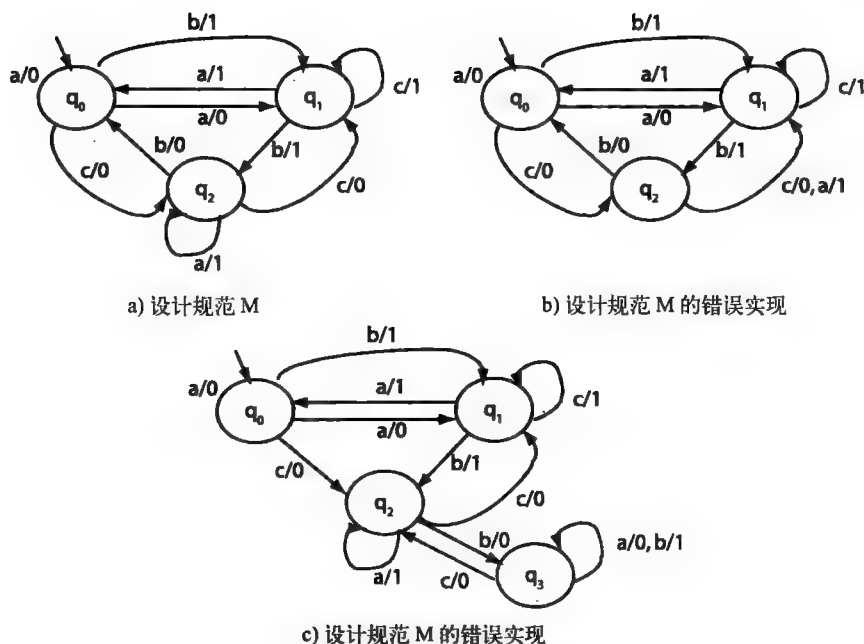 b/1 b/1
a/0 a/1 c/1 a/0 a/1 c/1
q₀ q₁ q₀ q₁
a/0 a/0
b/0 b/1 b/0 b/1
c/0 q₂ c/0 c/0 q₂ c/0, a/1
a/1
a) 设计规范 M b) 设计规范 M 的错误实现
b/1
a/0 a/1 c/1
q₀ q₁
a/0
c/0 b/1
q₂ c/0
b/0
a/1 c/0 q₃ a/0, b/1
c) 设计规范 M 的错误实现